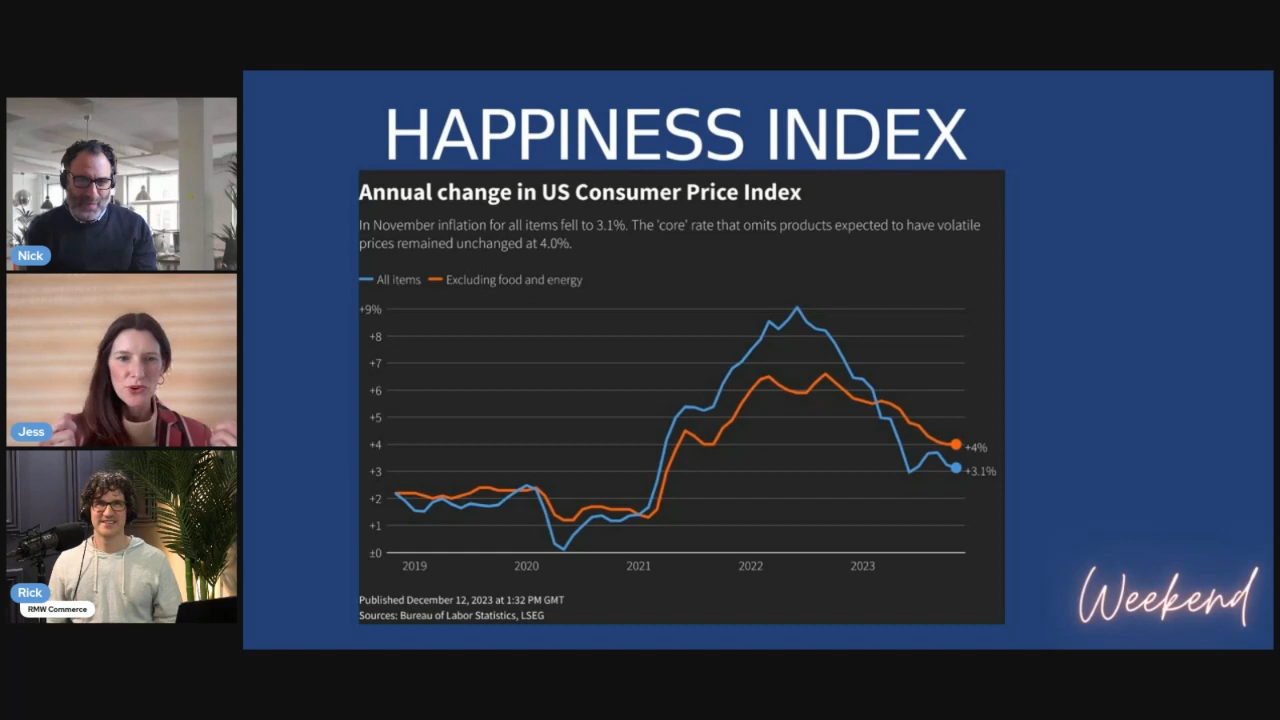 HAPPINESS INDEX
Annual change in US Consumer Price Index
In November inflation for all items fell to 3.1%. The 'core' rate that omits products expected to have volatile
prices remained unchanged at 4.0%.
All items
Excluding food and energy
+9%
+8
+7
+6
+5
+4
+3
+2
+1
±0
+4%
+3.1%
2019
2020
2021
2022
2023
Published December 12, 2023 at 1:32 PM GMT
Sources: Bureau of Labor Statistics, LSEG
Weekend
Nick
Jess
Rick
RMW Commerce